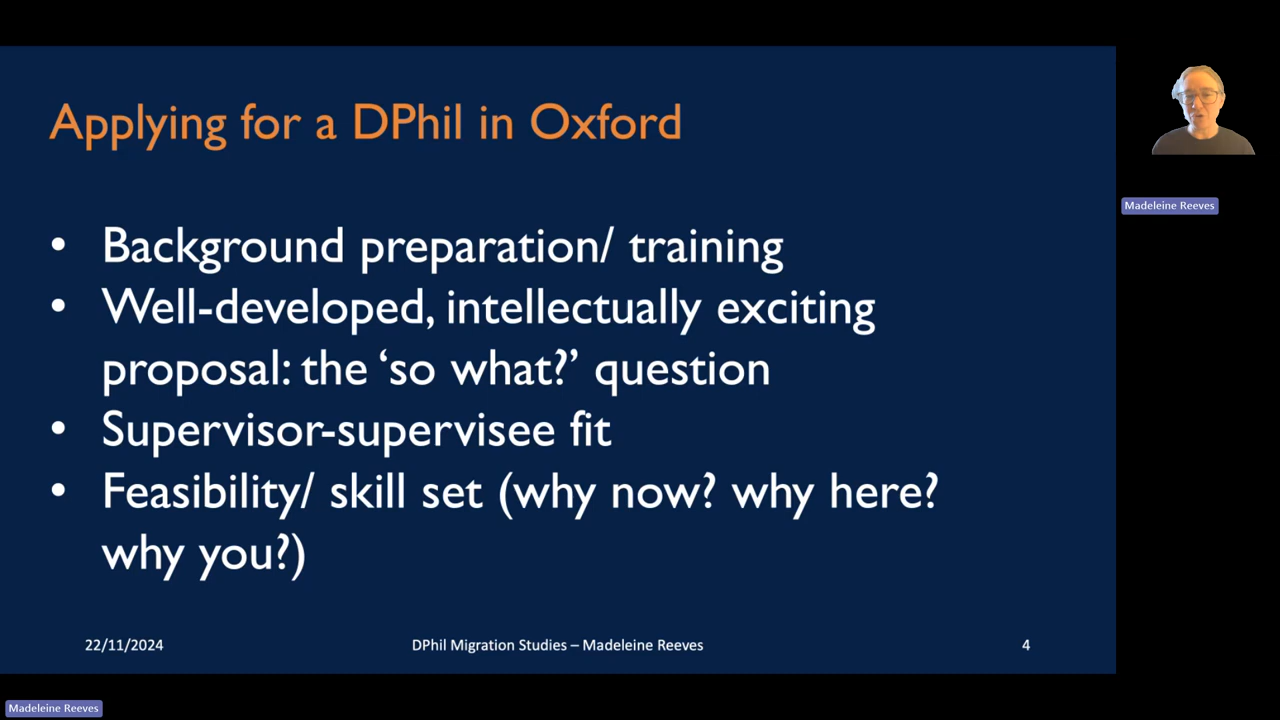 Applying for a DPhil in Oxford
• Background preparation/ training
• Well-developed, intellectually exciting
proposal: the ‘so what?’ question
• Supervisor-supervisee fit
• Feasibility/ skill set (why now? why here?
why you?)
22/11/2024
DPhil Migration Studies – Madeleine Reeves
4
Madeleine Reeves
Madeleine Reeves